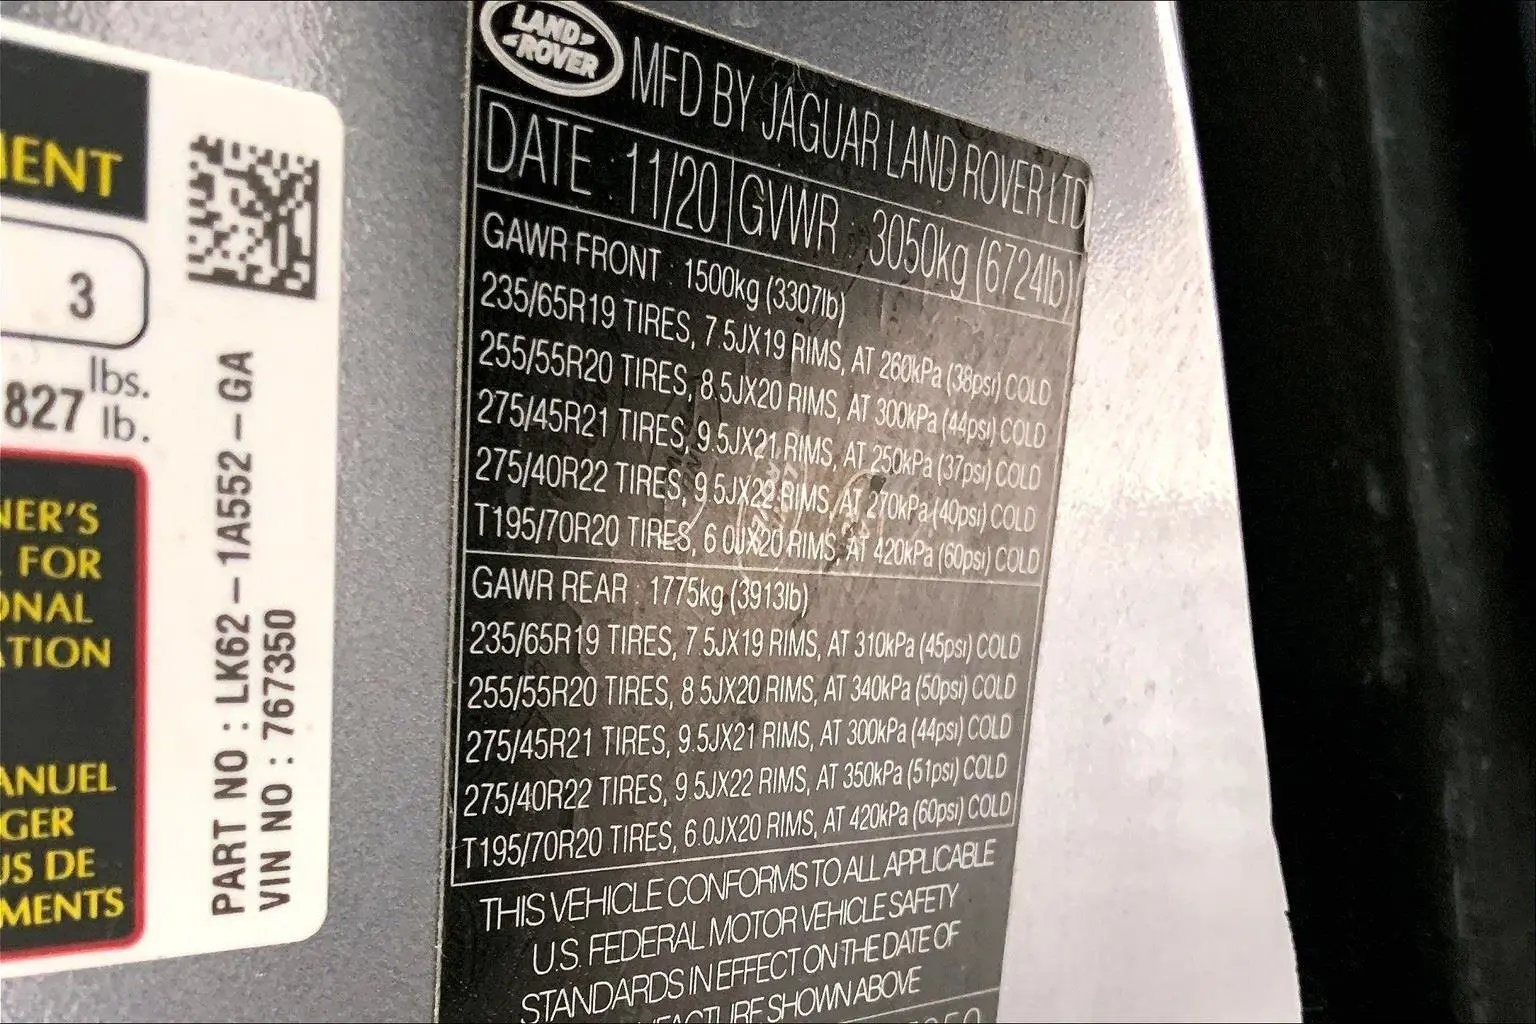 IENT
3
lbs.
827 lb.
NER'S
FOR
ONAL
ATION
ANUEL
GER
US DE
MENTS
PART NO : LK62-1A552-GA
VIN NO : 767350
LAND
ROVER
MFD BY JAGUAR LAND ROVER LTD
DATE 11/20 GVWR : 3050kg (6724lb)
GAWR FRONT : 1500kg (3307lb)
235/65R19 TIRES, 7.5JX19 RIMS, AT 260kPa (38psi) COLD
255/55R20 TIRES, 8.5JX20 RIMS, AT 300kPa (44psi) COLD
275/45R21 TIRES, 9.5JX21 RIMS, AT 250kPa (37psi) COLD
275/40R22 TIRES, 9.5JX22 RIMS, AT 270kPa (40psi) COLD
T195/70R20 TIRES, 6.0JX20 RIMS, AT 420kPa (60psi) COLD
GAWR REAR : 1775kg (3913lb)
235/65R19 TIRES, 7.5JX19 RIMS, AT 310kPa (45psi) COLD
255/55R20 TIRES, 8.5JX20 RIMS, AT 340kPa (50psi) COLD
275/45R21 TIRES, 9.5JX21 RIMS, AT 300kPa (44psi) COLD
275/40R22 TIRES, 9.5JX22 RIMS, AT 350kPa (51psi) COLD
T195/70R20 TIRES, 6.0JX20 RIMS, AT 420kPa (60psi) COLD
THIS VEHICLE CONFORMS TO ALL APPLICABLE
U.S. FEDERAL MOTOR VEHICLE SAFETY
STANDARDS IN EFFECT ON THE DATE OF
FACTURE SHOWN ABOVE